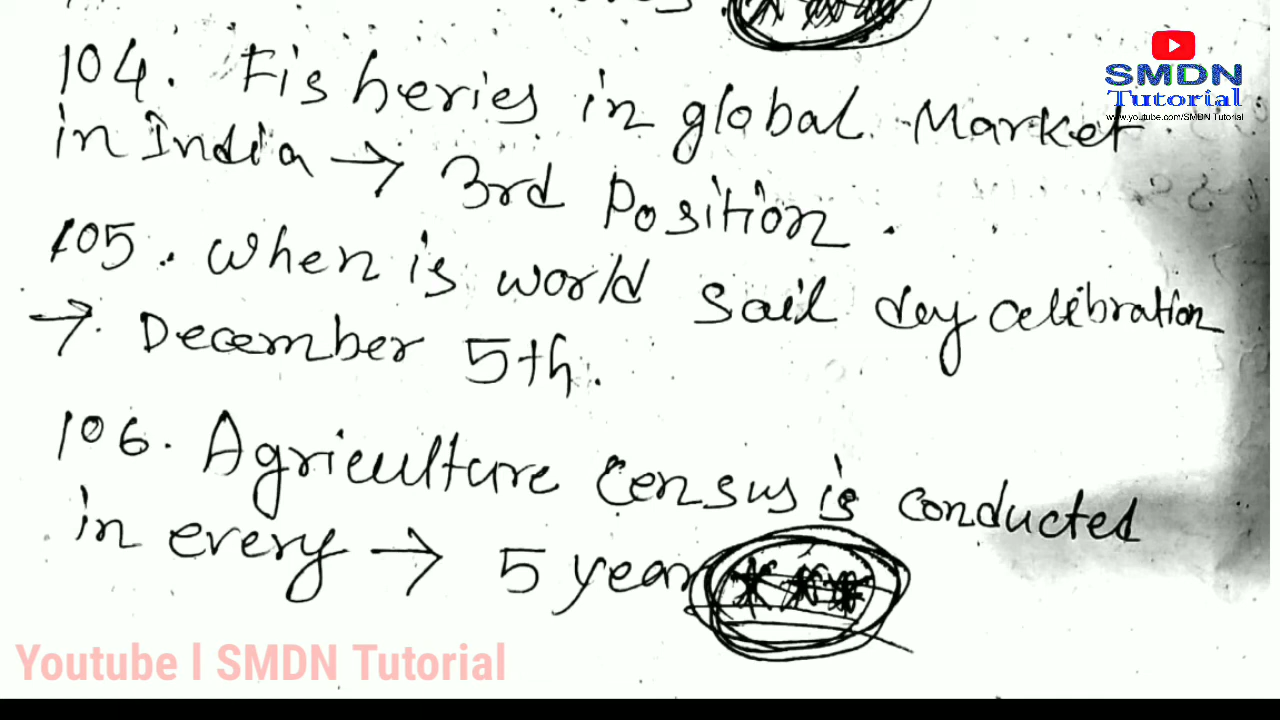 104. Fisheries in global Market
in India → 3rd Position.
105. When is world soil day celibration
→ December 5th.
106. Agriculture census is conducted
in every → 5 year
SMDN
Tutorial
www.youtube.com/SMDN Tutorial
Youtube l SMDN Tutorial